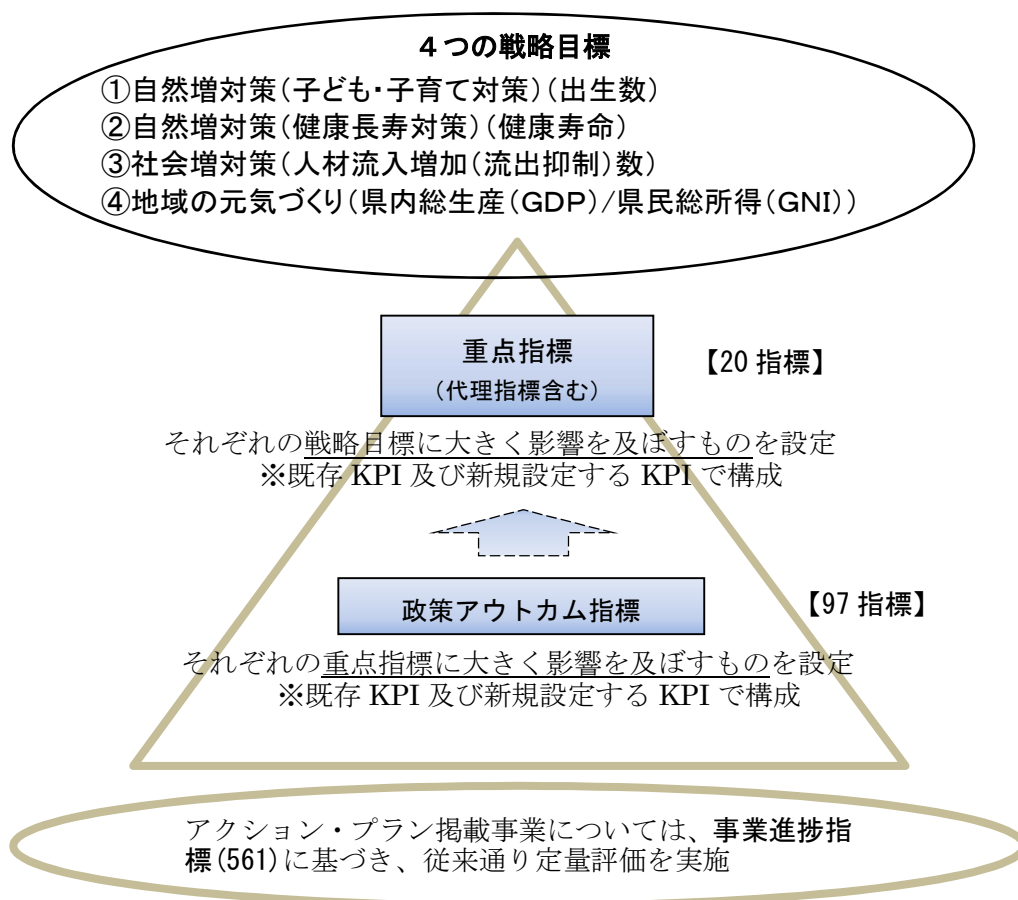 ４つの戦略目標
①自然増対策(子ども・子育て対策)(出生数)
②自然増対策(健康長寿対策)(健康寿命)
③社会増対策(人材流入増加(流出抑制)数)
④地域の元気づくり(県内総生産(GDP)/県民総所得(GNI))
重点指標
(代理指標含む)
【20 指標】
それぞれの戦略目標に大きく影響を及ぼすものを設定
※既存 KPI 及び新規設定する KPI で構成
政策アウトカム指標
【97 指標】
それぞれの重点指標に大きく影響を及ぼすものを設定
※既存 KPI 及び新規設定する KPI で構成
アクション・プラン掲載事業については、事業進捗指
標(561)に基づき、従来通り定量評価を実施